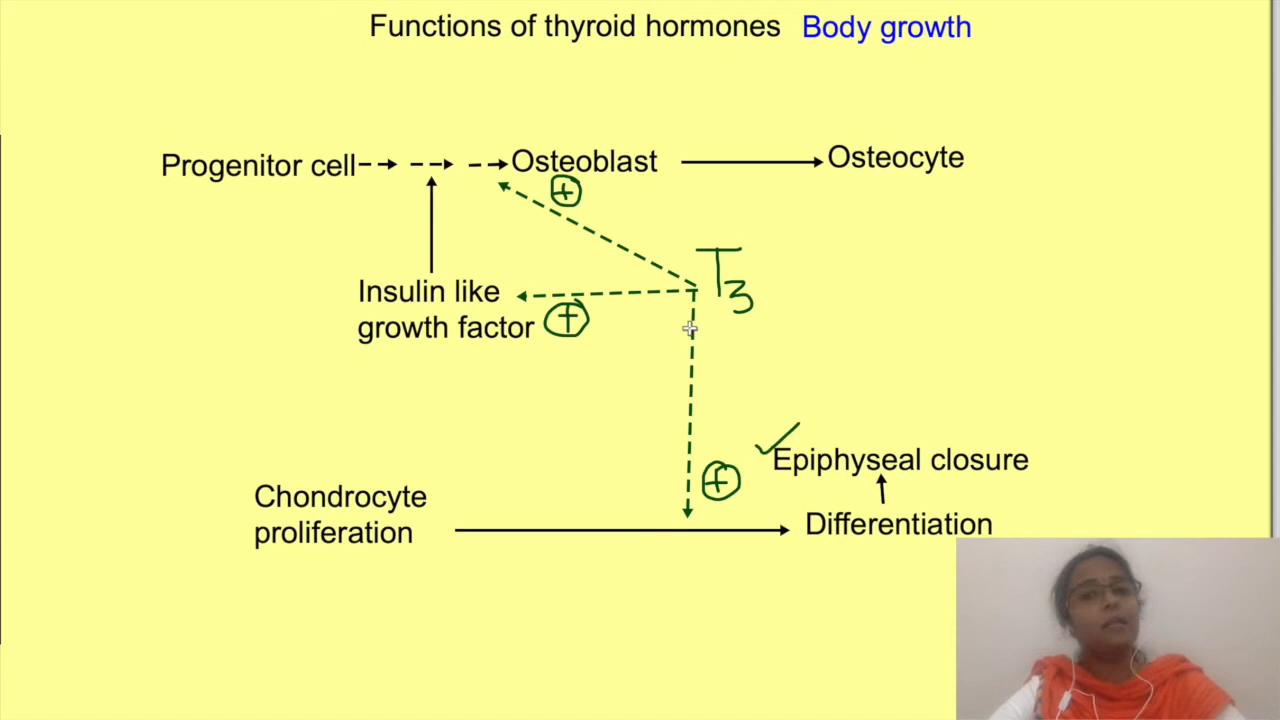 Functions of thyroid hormones Body growth
Progenitor cell Osteoblast Osteocyte
+
T3
Insulin like
growth factor +
Epiphyseal closure
+
Chondrocyte
proliferation
Differentiation